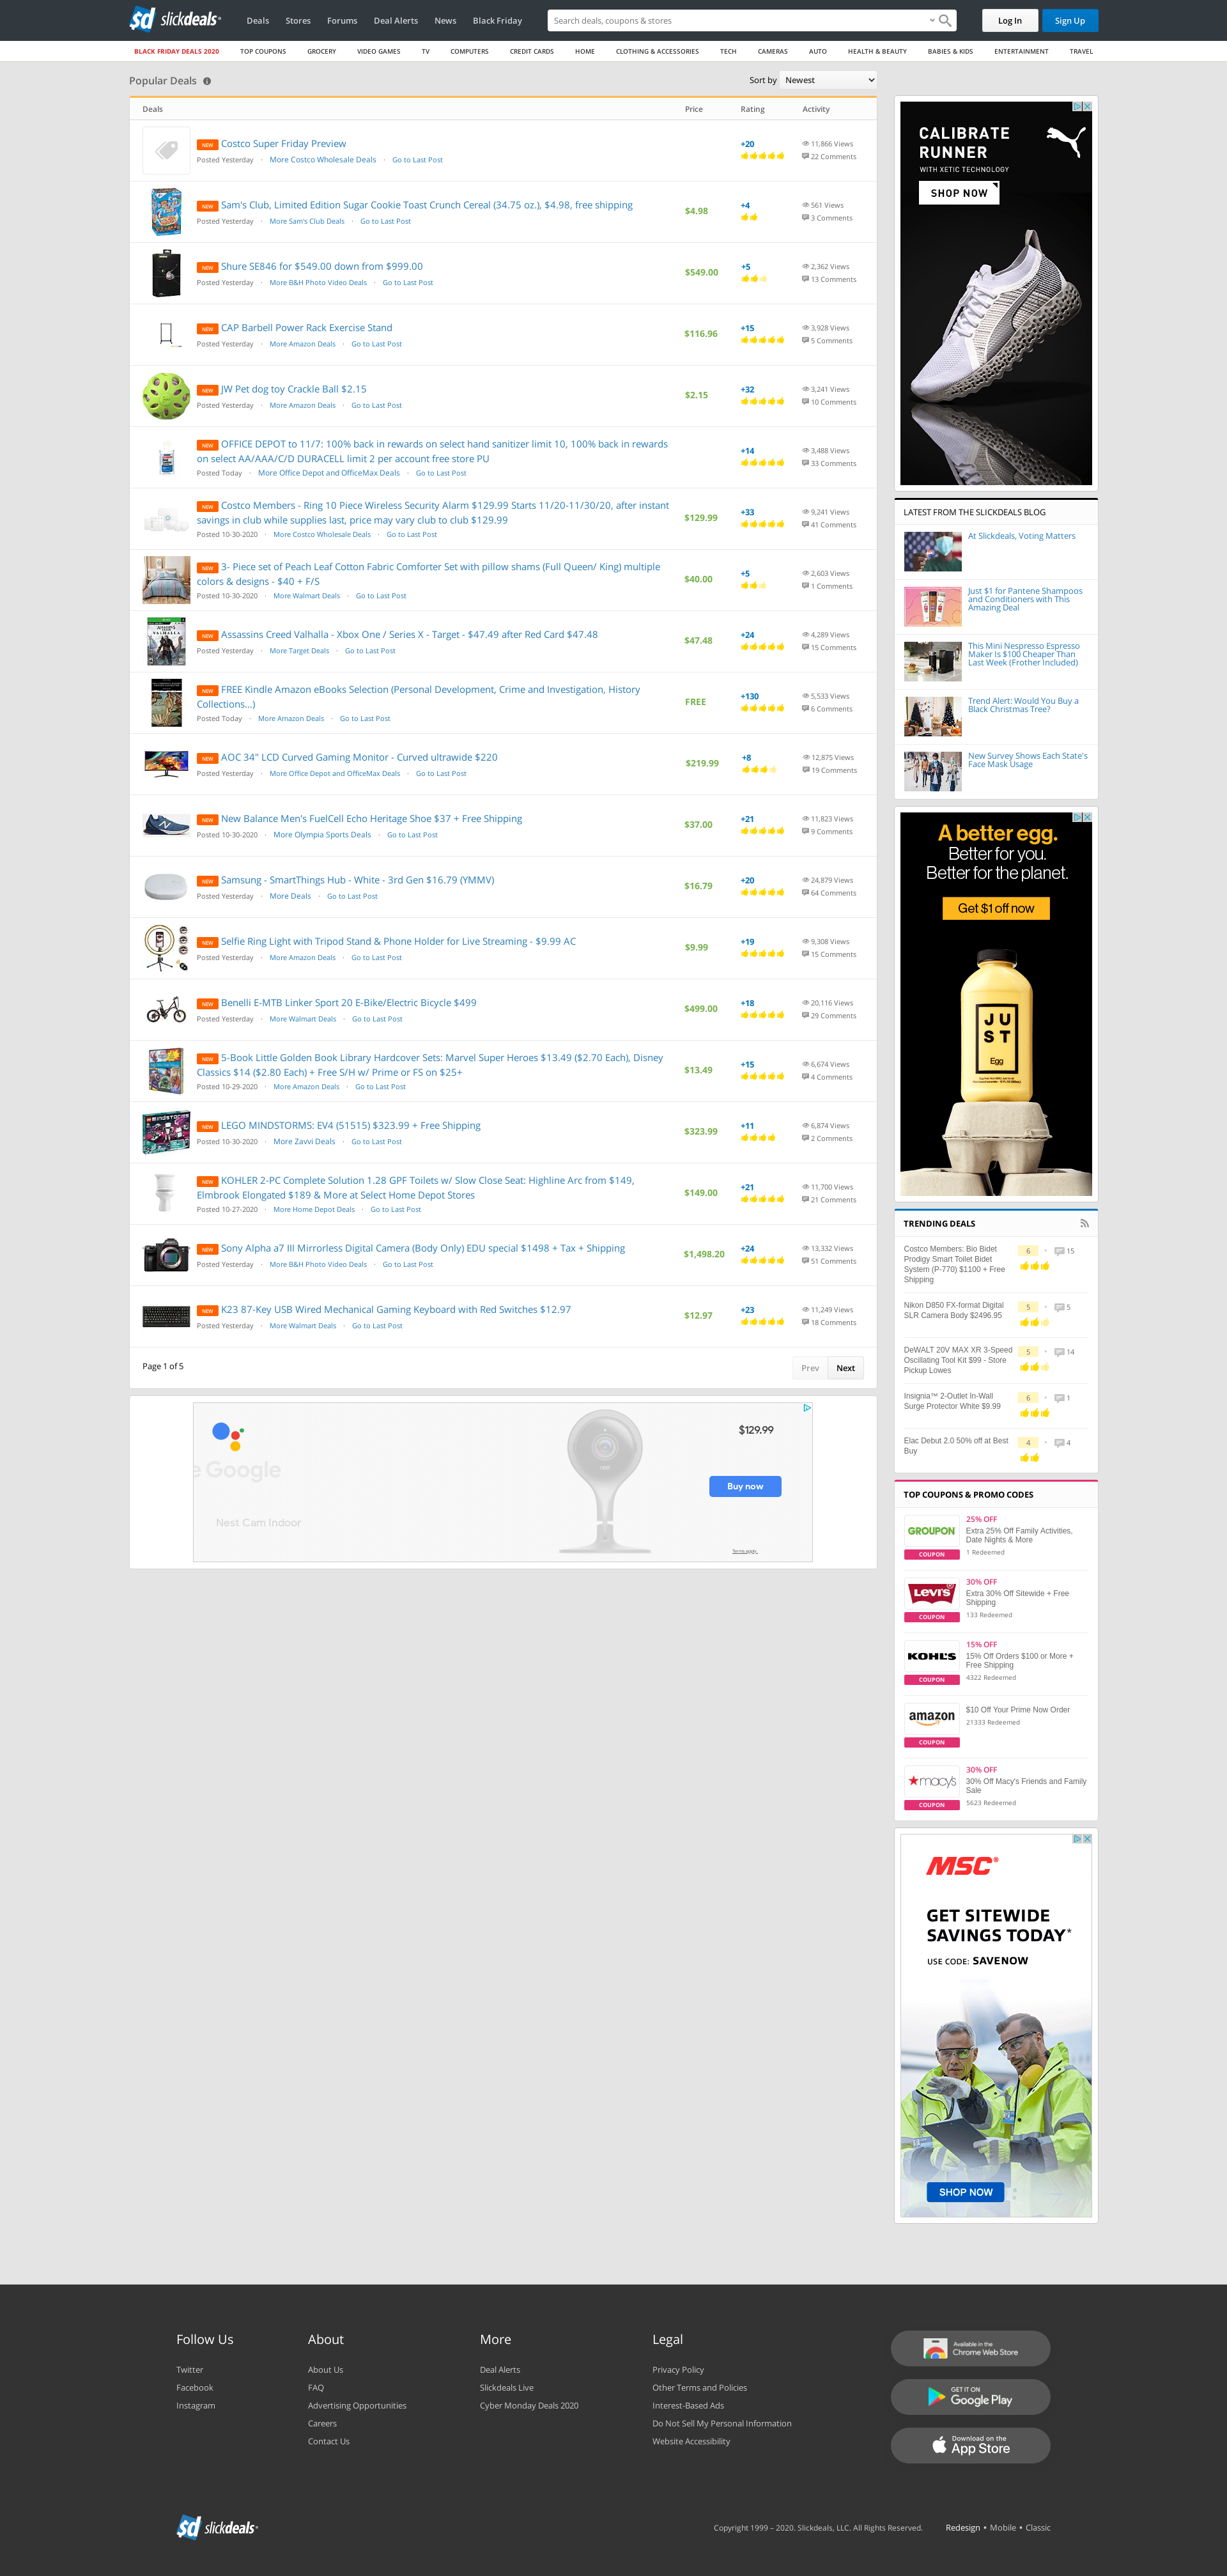 slickdeals
Deals
Stores
Forums
Deal Alerts
News
Black Friday
Search deals, coupons & stores
Log In
Sign Up
BLACK FRIDAY DEALS 2020
TOP COUPONS
GROCERY
VIDEO GAMES
TV
COMPUTERS
CREDIT CARDS
HOME
CLOTHING & ACCESSORIES
TECH
CAMERAS
AUTO
HEALTH & BEAUTY
BABIES & KIDS
ENTERTAINMENT
TRAVEL
Popular Deals
Sort by Newest
Deals Price Rating Activity
NEW Costco Super Friday Preview
Posted Yesterday · More Costco Wholesale Deals · Go to Last Post
+20
11,866 Views
22 Comments
NEW Sam's Club, Limited Edition Sugar Cookie Toast Crunch Cereal (34.75 oz.), $4.98, free shipping
Posted Yesterday · More Sam's Club Deals · Go to Last Post
$4.98
+4
561 Views
3 Comments
NEW Shure SE846 for $549.00 down from $999.00
Posted Yesterday · More B&H Photo Video Deals · Go to Last Post
$549.00
+5
2,362 Views
13 Comments
NEW CAP Barbell Power Rack Exercise Stand
Posted Yesterday · More Amazon Deals · Go to Last Post
$116.96
+15
3,928 Views
5 Comments
NEW JW Pet dog toy Crackle Ball $2.15
Posted Yesterday · More Amazon Deals · Go to Last Post
$2.15
+32
3,241 Views
10 Comments
NEW OFFICE DEPOT to 11/7: 100% back in rewards on select hand sanitizer limit 10, 100% back in rewards
on select AA/AAA/C/D DURACELL limit 2 per account free store PU
Posted Today · More Office Depot and OfficeMax Deals · Go to Last Post
+14
3,488 Views
33 Comments
NEW Costco Members - Ring 10 Piece Wireless Security Alarm $129.99 Starts 11/20-11/30/20, after instant
savings in club while supplies last, price may vary club to club $129.99
Posted 10-30-2020 · More Costco Wholesale Deals · Go to Last Post
$129.99
+33
9,241 Views
41 Comments
NEW 3- Piece set of Peach Leaf Cotton Fabric Comforter Set with pillow shams (Full Queen/ King) multiple
colors & designs - $40 + F/S
Posted 10-30-2020 · More Walmart Deals · Go to Last Post
$40.00
+5
2,603 Views
1 Comments
NEW Assassins Creed Valhalla - Xbox One / Series X - Target - $47.49 after Red Card $47.48
Posted Yesterday · More Target Deals · Go to Last Post
$47.48
+24
4,289 Views
15 Comments
NEW FREE Kindle Amazon eBooks Selection (Personal Development, Crime and Investigation, History
Collections...)
Posted Today · More Amazon Deals · Go to Last Post
FREE
+130
5,533 Views
6 Comments
NEW AOC 34" LCD Curved Gaming Monitor - Curved ultrawide $220
Posted Yesterday · More Office Depot and OfficeMax Deals · Go to Last Post
$219.99
+8
12,875 Views
19 Comments
NEW New Balance Men's FuelCell Echo Heritage Shoe $37 + Free Shipping
Posted 10-30-2020 · More Olympia Sports Deals · Go to Last Post
$37.00
+21
11,823 Views
9 Comments
NEW Samsung - SmartThings Hub - White - 3rd Gen $16.79 (YMMV)
Posted Yesterday · More Deals · Go to Last Post
$16.79
+20
24,879 Views
64 Comments
NEW Selfie Ring Light with Tripod Stand & Phone Holder for Live Streaming - $9.99 AC
Posted Yesterday · More Amazon Deals · Go to Last Post
$9.99
+19
9,308 Views
15 Comments
NEW Benelli E-MTB Linker Sport 20 E-Bike/Electric Bicycle $499
Posted Yesterday · More Walmart Deals · Go to Last Post
$499.00
+18
20,116 Views
29 Comments
NEW 5-Book Little Golden Book Library Hardcover Sets: Marvel Super Heroes $13.49 ($2.70 Each), Disney
Classics $14 ($2.80 Each) + Free S/H w/ Prime or FS on $25+
Posted 10-29-2020 · More Amazon Deals · Go to Last Post
$13.49
+15
6,674 Views
4 Comments
NEW LEGO MINDSTORMS: EV4 (51515) $323.99 + Free Shipping
Posted 10-30-2020 · More Zavvi Deals · Go to Last Post
$323.99
+11
6,874 Views
2 Comments
NEW KOHLER 2-PC Complete Solution 1.28 GPF Toilets w/ Slow Close Seat: Highline Arc from $149,
Elmbrook Elongated $189 & More at Select Home Depot Stores
Posted 10-27-2020 · More Home Depot Deals · Go to Last Post
$149.00
+21
11,700 Views
21 Comments
NEW Sony Alpha a7 III Mirrorless Digital Camera (Body Only) EDU special $1498 + Tax + Shipping
Posted Yesterday · More B&H Photo Video Deals · Go to Last Post
$1,498.20
+24
13,332 Views
51 Comments
NEW K23 87-Key USB Wired Mechanical Gaming Keyboard with Red Switches $12.97
Posted Yesterday · More Walmart Deals · Go to Last Post
$12.97
+23
11,249 Views
18 Comments
Page 1 of 5
Prev
Next
e Google
Nest Cam Indoor
$129.99
Buy now
Terms apply.
CALIBRATE
RUNNER
WITH XETIC TECHNOLOGY
SHOP NOW
LATEST FROM THE SLICKDEALS BLOG
At Slickdeals, Voting Matters
Just $1 for Pantene Shampoos
and Conditioners with This
Amazing Deal
This Mini Nespresso Espresso
Maker Is $100 Cheaper Than
Last Week (Frother Included)
Trend Alert: Would You Buy a
Black Christmas Tree?
New Survey Shows Each State's
Face Mask Usage
A better egg.
Better for you.
Better for the planet.
Get $1 off now
JU
ST
Egg
TRENDING DEALS
Costco Members: Bio Bidet
Prodigy Smart Toilet Bidet
System (P-770) $1100 + Free
Shipping
6 · 15
Nikon D850 FX-format Digital
SLR Camera Body $2496.95
5 · 5
DeWALT 20V MAX XR 3-Speed
Oscillating Tool Kit $99 - Store
Pickup Lowes
5 · 14
Insignia™ 2-Outlet In-Wall
Surge Protector White $9.99
6 · 1
Elac Debut 2.0 50% off at Best
Buy
4 · 4
TOP COUPONS & PROMO CODES
GROUPON
COUPON
25% OFF
Extra 25% Off Family Activities,
Date Nights & More
1 Redeemed
LEVI'S
COUPON
30% OFF
Extra 30% Off Sitewide + Free
Shipping
133 Redeemed
KOHL'S
COUPON
15% OFF
15% Off Orders $100 or More +
Free Shipping
4322 Redeemed
amazon
COUPON
$10 Off Your Prime Now Order
21333 Redeemed
macy's
COUPON
30% OFF
30% Off Macy's Friends and Family
Sale
5623 Redeemed
MSC
GET SITEWIDE
SAVINGS TODAY*
USE CODE: SAVENOW
SHOP NOW
Follow Us
Twitter
Facebook
Instagram
About
About Us
FAQ
Advertising Opportunities
Careers
Contact Us
More
Deal Alerts
Slickdeals Live
Cyber Monday Deals 2020
Legal
Privacy Policy
Other Terms and Policies
Interest-Based Ads
Do Not Sell My Personal Information
Website Accessibility
Available in the
Chrome Web Store
GET IT ON
Google Play
Download on the
App Store
slickdeals
Copyright 1999 – 2020. Slickdeals, LLC. All Rights Reserved.
Redesign • Mobile • Classic